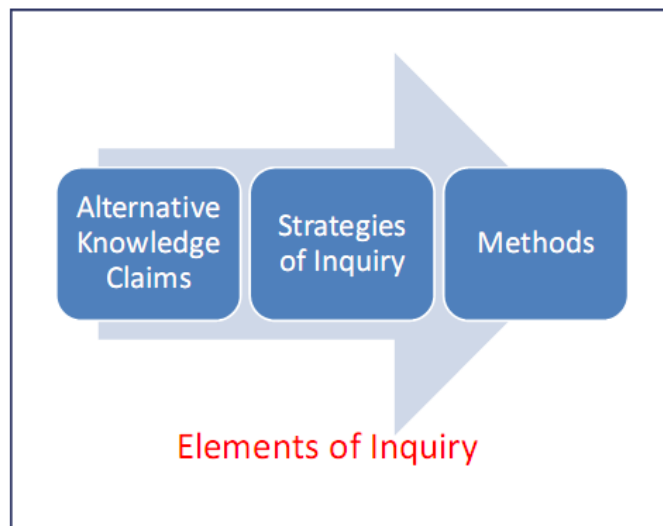 Alternative
Knowledge
Claims
Strategies
of Inquiry
Methods
Elements of Inquiry